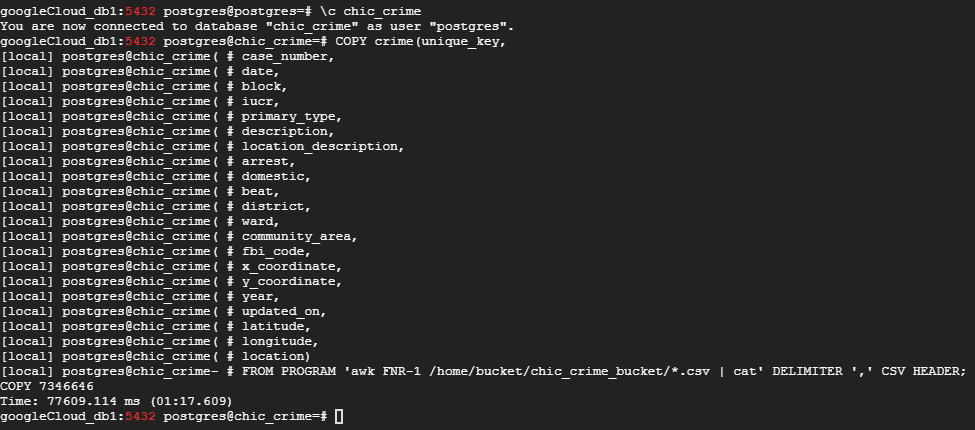 googleCloud_db1:5432 postgres@postgres=# \c chic_crime
You are now connected to database "chic_crime" as user "postgres".
googleCloud_db1:5432 postgres@chic_crime=# COPY crime(unique_key,
[local] postgres@chic_crime( # case_number,
[local] postgres@chic_crime( # date,
[local] postgres@chic_crime( # block,
[local] postgres@chic_crime( # iucr,
[local] postgres@chic_crime( # primary_type,
[local] postgres@chic_crime( # description,
[local] postgres@chic_crime( # location_description,
[local] postgres@chic_crime( # arrest,
[local] postgres@chic_crime( # domestic,
[local] postgres@chic_crime( # beat,
[local] postgres@chic_crime( # district,
[local] postgres@chic_crime( # ward,
[local] postgres@chic_crime( # community_area,
[local] postgres@chic_crime( # fbi_code,
[local] postgres@chic_crime( # x_coordinate,
[local] postgres@chic_crime( # y_coordinate,
[local] postgres@chic_crime( # year,
[local] postgres@chic_crime( # updated_on,
[local] postgres@chic_crime( # latitude,
[local] postgres@chic_crime( # longitude,
[local] postgres@chic_crime( # location)
[local] postgres@chic_crime- # FROM PROGRAM 'awk FNR-1 /home/bucket/chic_crime_bucket/*.csv | cat' DELIMITER ',' CSV HEADER;
COPY 7346646
Time: 77609.114 ms (01:17.609)
googleCloud_db1:5432 postgres@chic_crime=#